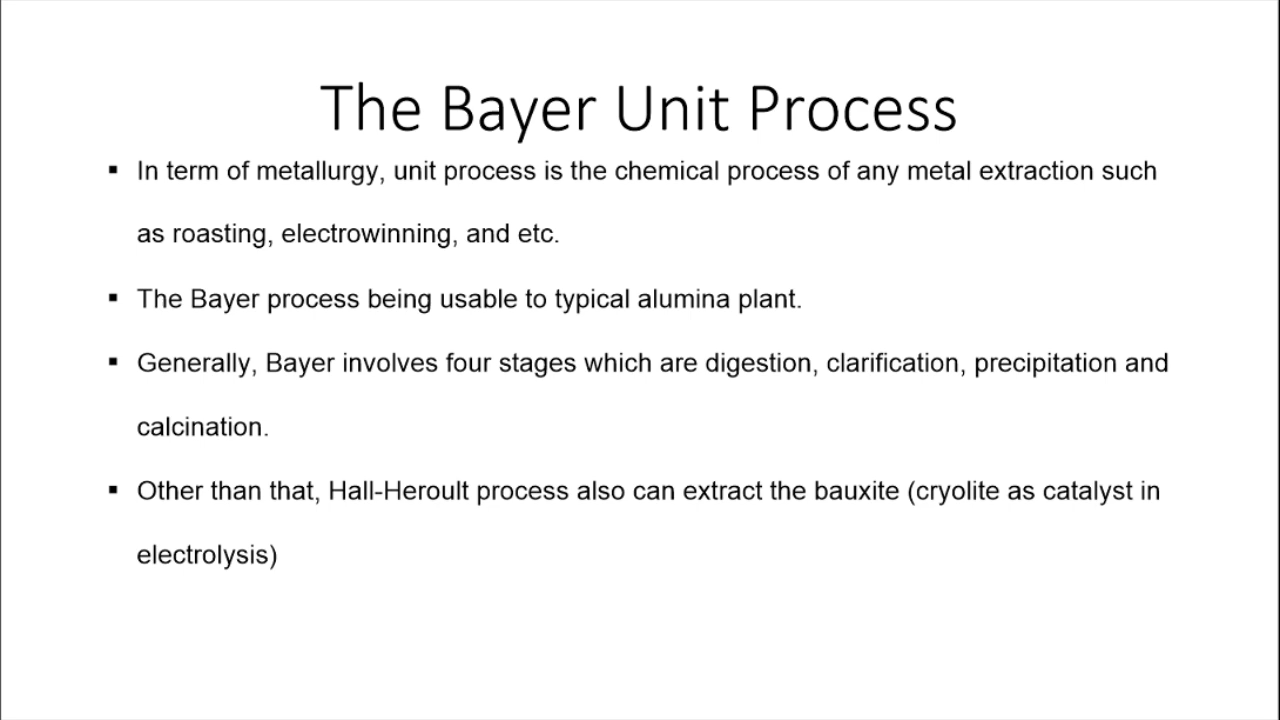 The Bayer Unit Process
▪ In term of metallurgy, unit process is the chemical process of any metal extraction such
as roasting, electrowinning, and etc.
▪ The Bayer process being usable to typical alumina plant.
▪ Generally, Bayer involves four stages which are digestion, clarification, precipitation and
calcination.
▪ Other than that, Hall-Heroult process also can extract the bauxite (cryolite as catalyst in
electrolysis)